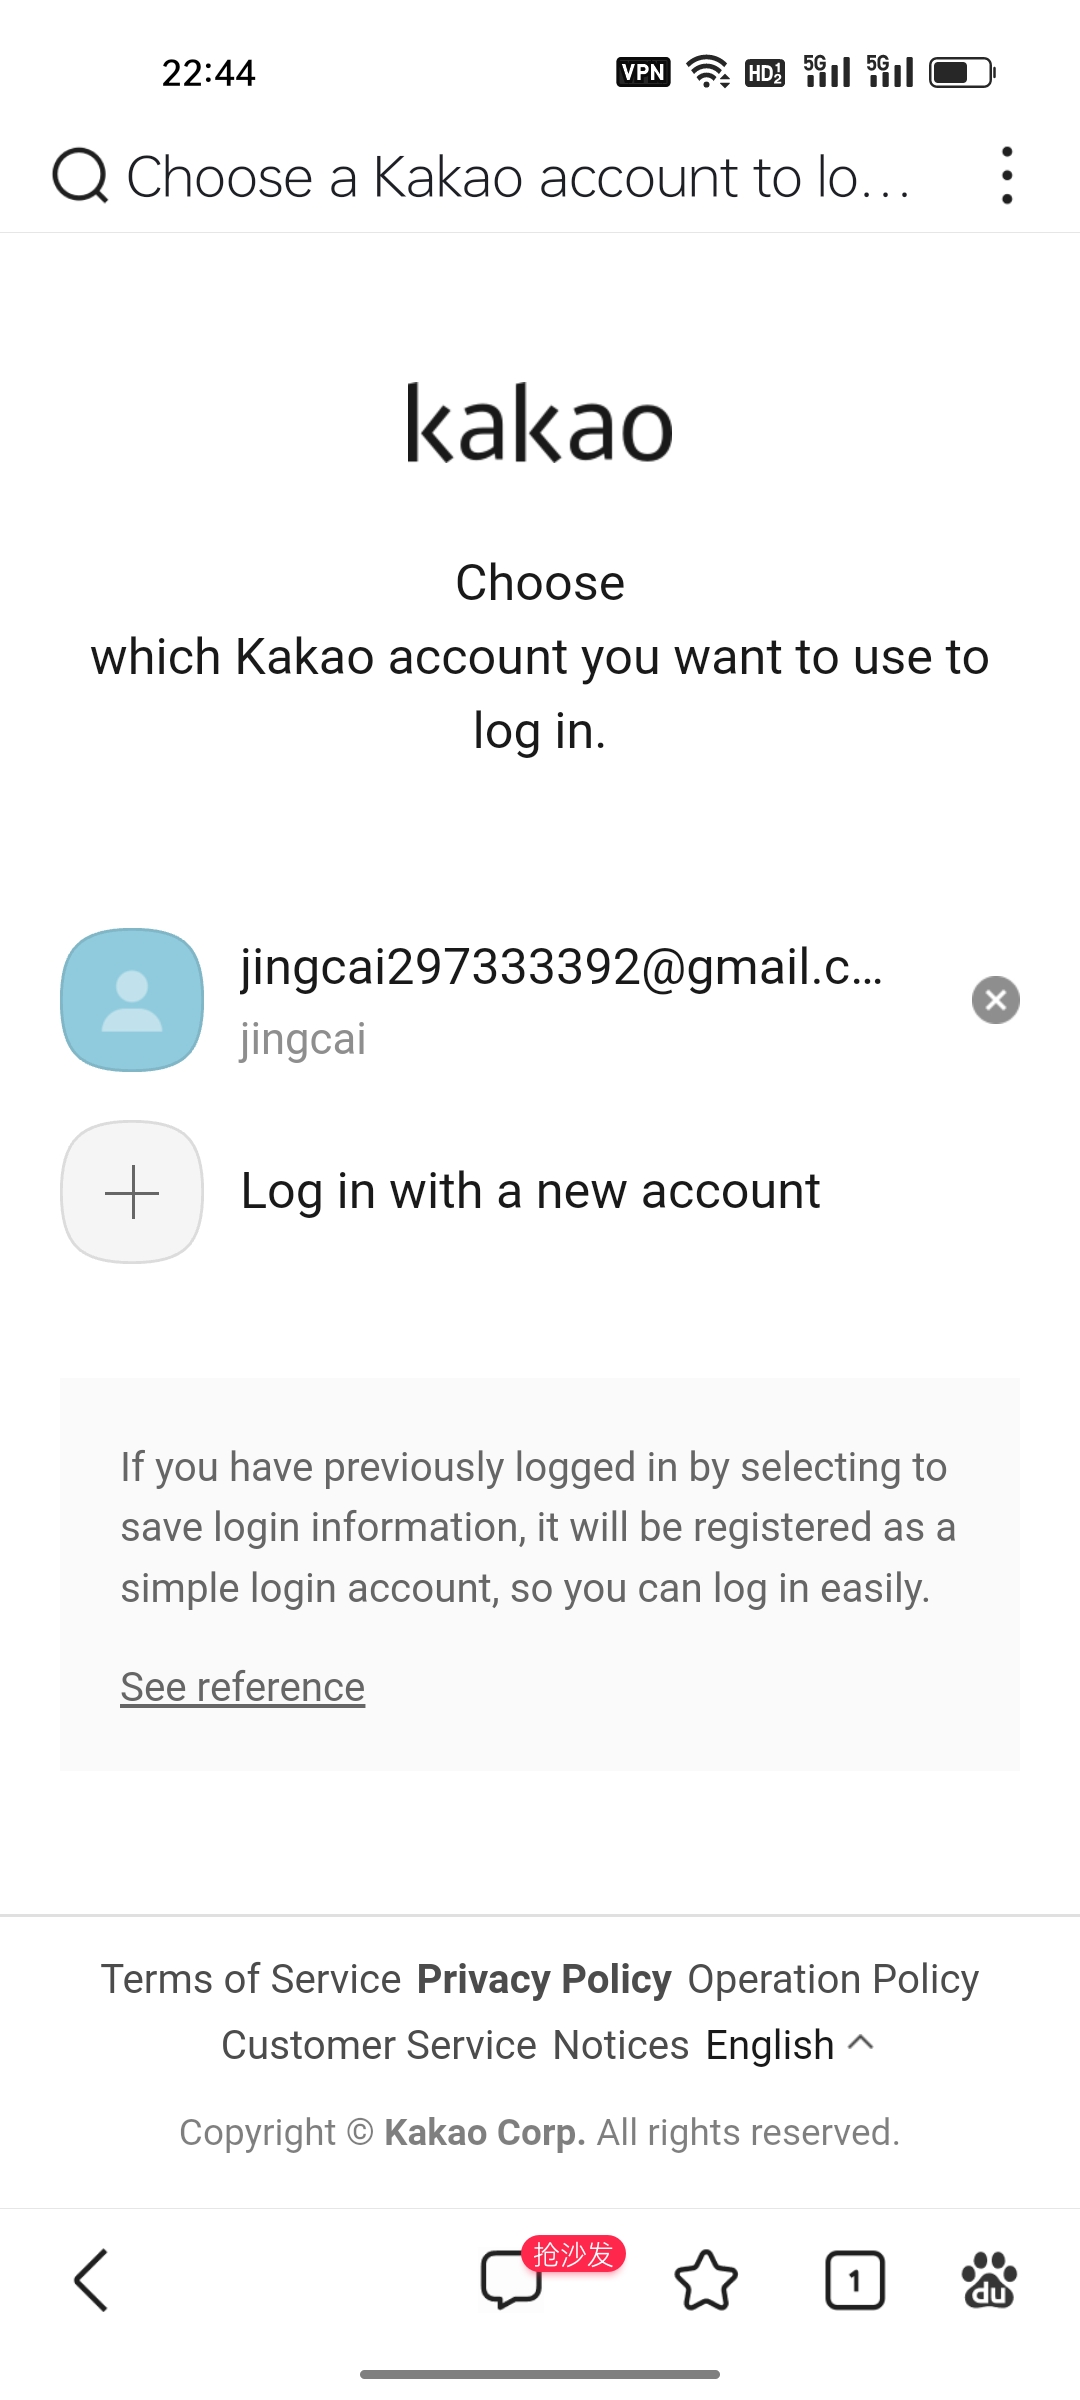 22:44
VPN HD 1 2 5G 5G
Choose a Kakao account to lo...
kakao
Choose
which Kakao account you want to use to
log in.
jingcai297333392@gmail.c...
jingcai
Log in with a new account
If you have previously logged in by selecting to
save login information, it will be registered as a
simple login account, so you can log in easily.
See reference
Terms of Service Privacy Policy Operation Policy
Customer Service Notices English
Copyright © Kakao Corp. All rights reserved.
抢沙发
1
du